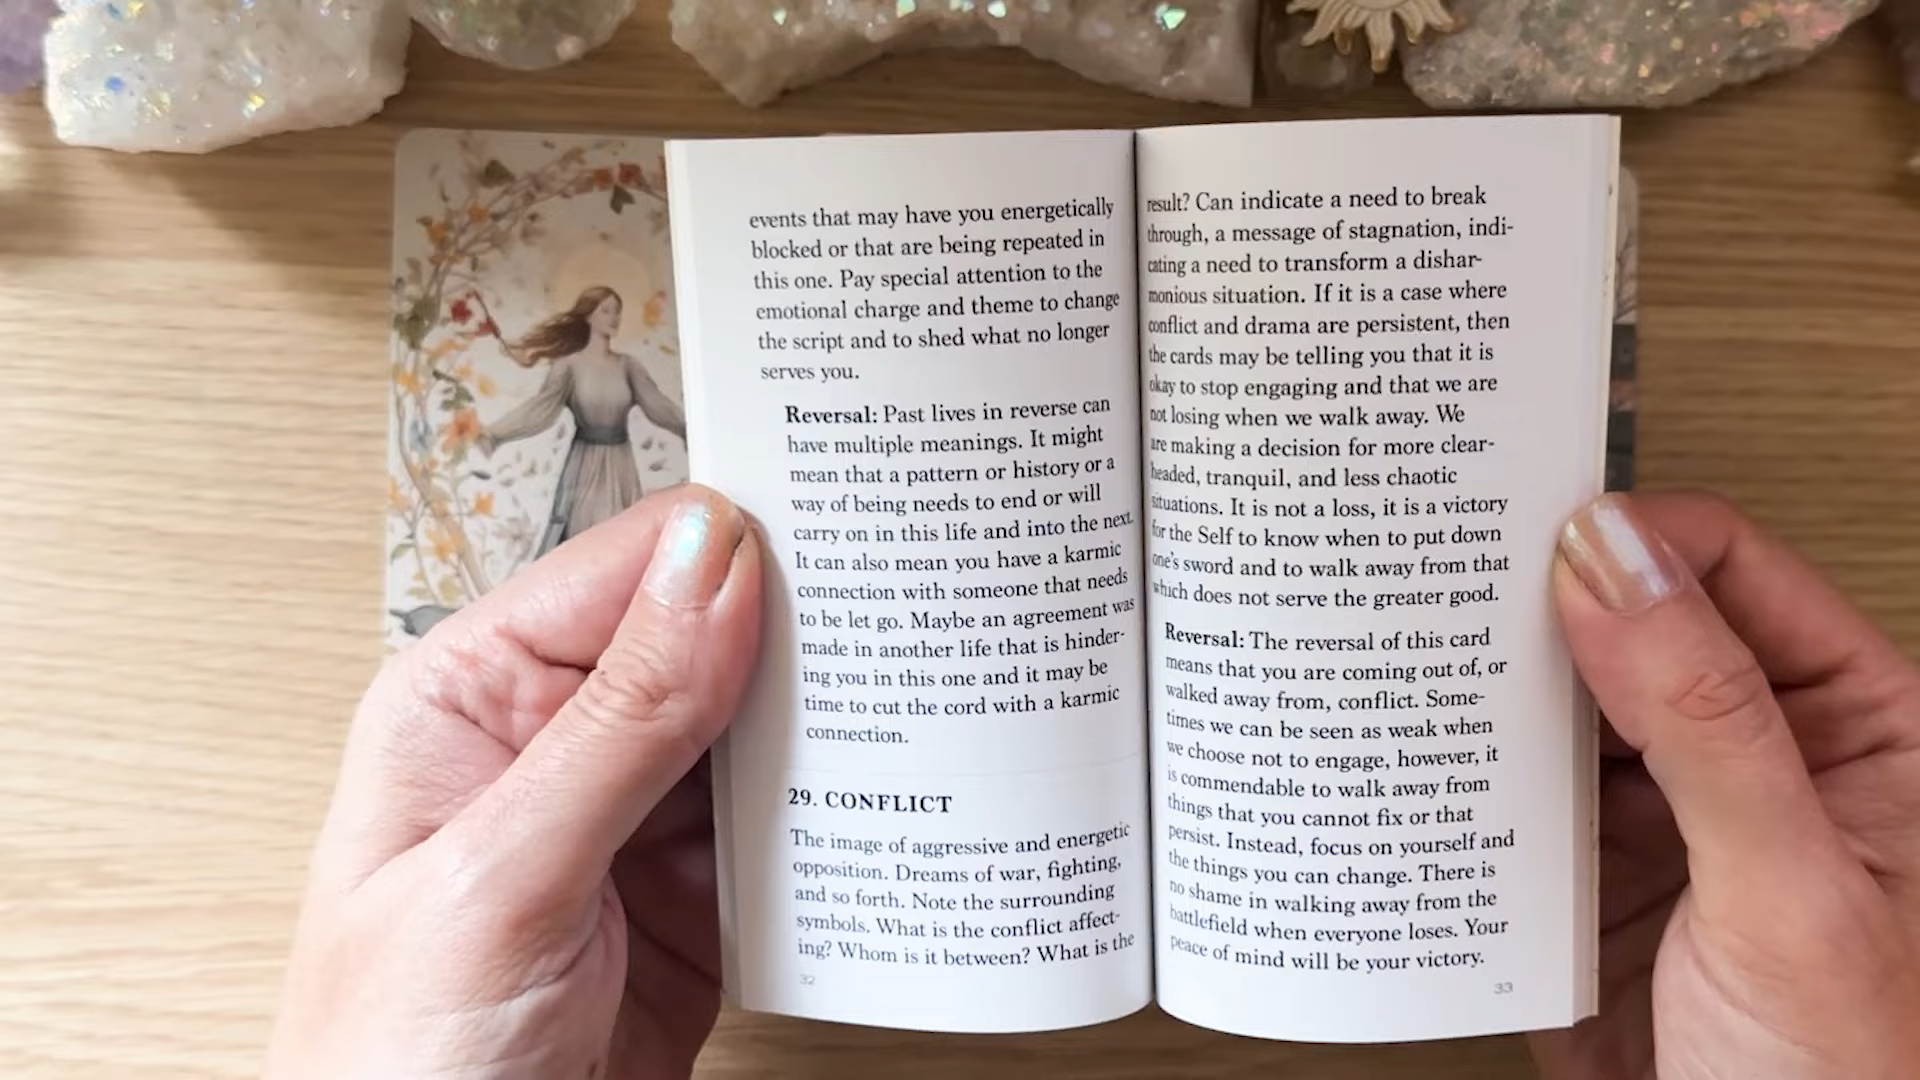 events that may have you energetically
blocked or that are being repeated in
this one. Pay special attention to the
emotional charge and theme to change
the script and to shed what no longer
serves you.
Reversal: Past lives in reverse can
have multiple meanings. It might
mean that a pattern or history or a
way of being needs to end or will
carry on in this life and into the next.
It can also mean you have a karmic
connection with someone that needs
to be let go. Maybe an agreement was
made in another life that is hinder-
ing you in this one and it may be
time to cut the cord with a karmic
connection.
29. CONFLICT
The image of aggressive and energetic
opposition. Dreams of war, fighting,
and so forth. Note the surrounding
symbols. What is the conflict affect-
ing? Whom is it between? What is the
32
result? Can indicate a need to break
through, a message of stagnation, indi-
cating a need to transform a dishar-
monious situation. If it is a case where
conflict and drama are persistent, then
the cards may be telling you that it is
okay to stop engaging and that we are
not losing when we walk away. We
are making a decision for more clear-
headed, tranquil, and less chaotic
situations. It is not a loss, it is a victory
for the Self to know when to put down
one's sword and to walk away from that
which does not serve the greater good.
Reversal: The reversal of this card
means that you are coming out of, or
walked away from, conflict. Some-
times we can be seen as weak when
we choose not to engage, however, it
is commendable to walk away from
things that you cannot fix or that
persist. Instead, focus on yourself and
the things you can change. There is
no shame in walking away from the
battlefield when everyone loses. Your
peace of mind will be your victory.
33